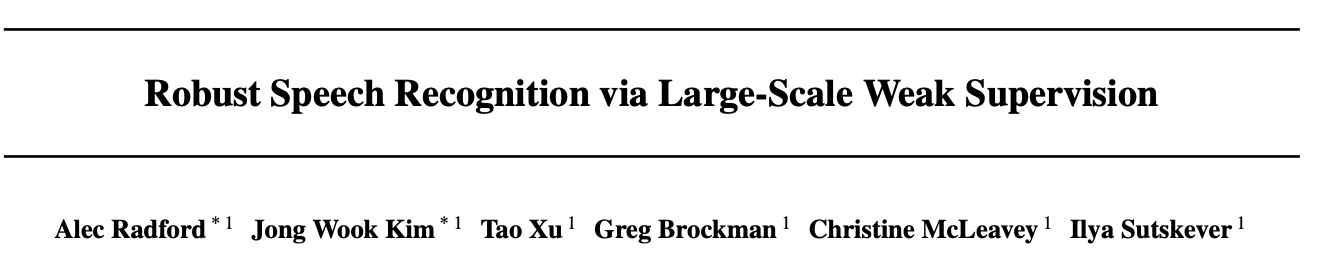 Robust Speech Recognition via Large-Scale Weak Supervision
Alec Radford * 1 Jong Wook Kim * 1 Tao Xu 1 Greg Brockman 1 Christine McLeavey 1 Ilya Sutskever 1